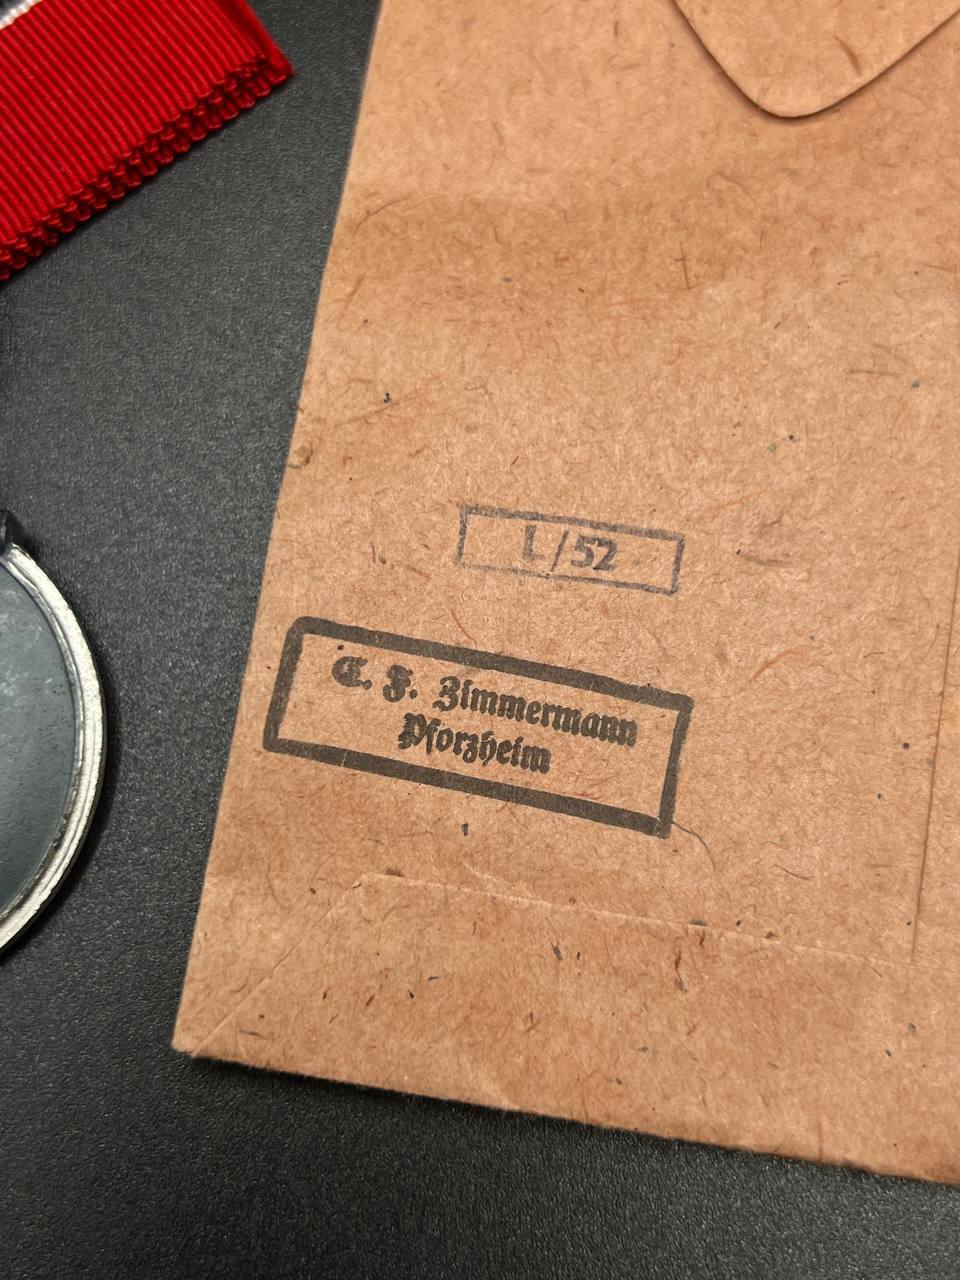 L/52
C. F. Zimmermann
Pforzheim